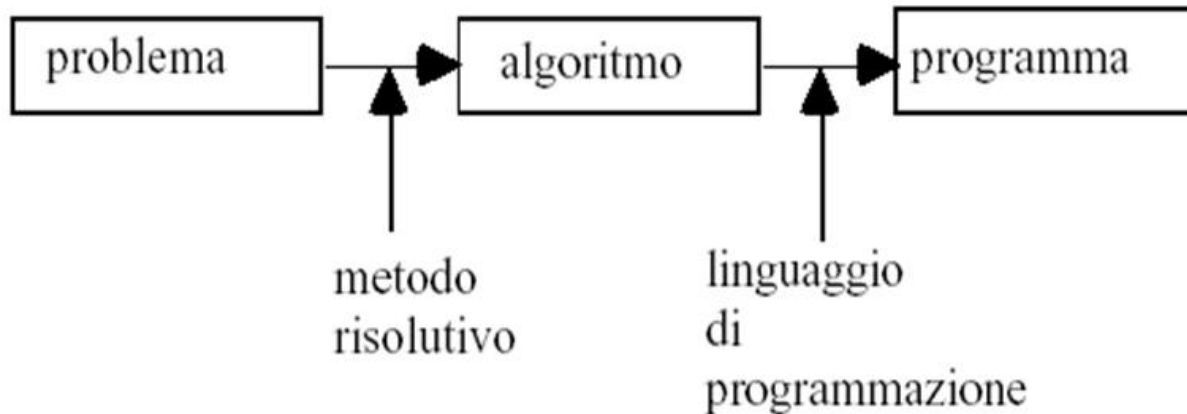 problema
algoritmo
programma
metodo
risolutivo
linguaggio
di
programmazione